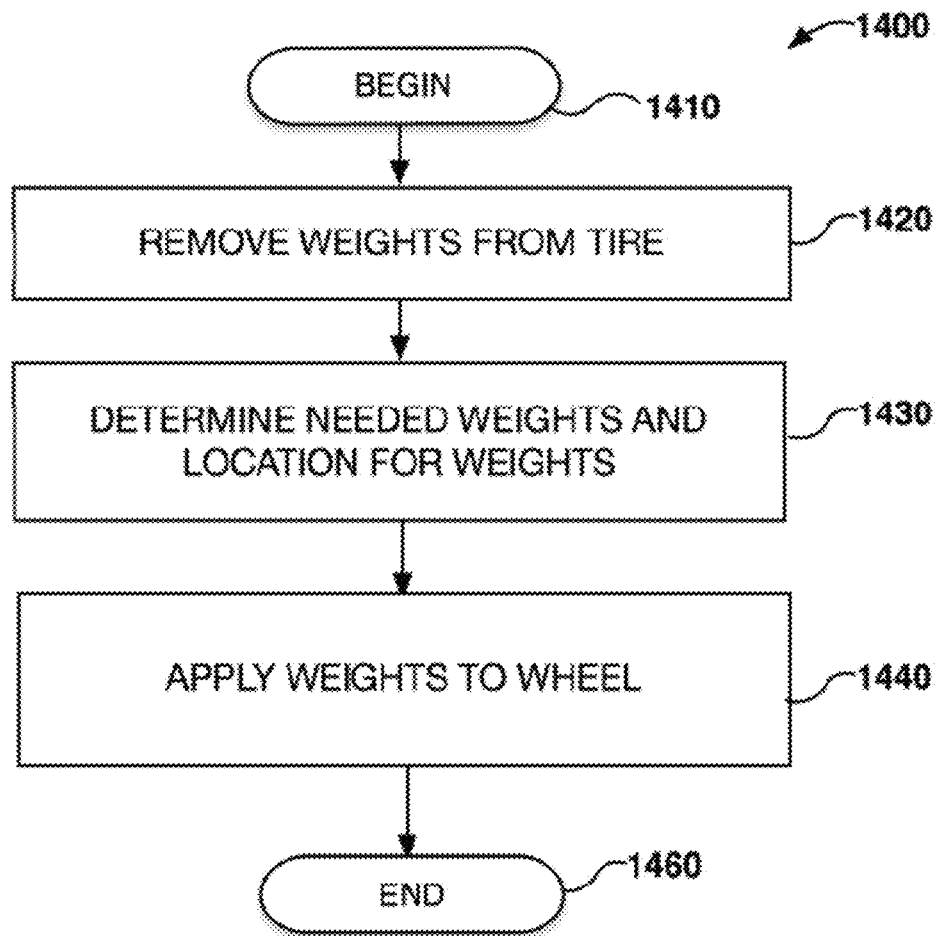 1400
BEGIN
1410
REMOVE WEIGHTS FROM TIRE
1420
DETERMINE NEEDED WEIGHTS AND
LOCATION FOR WEIGHTS
1430
APPLY WEIGHTS TO WHEEL
1440
END
1460